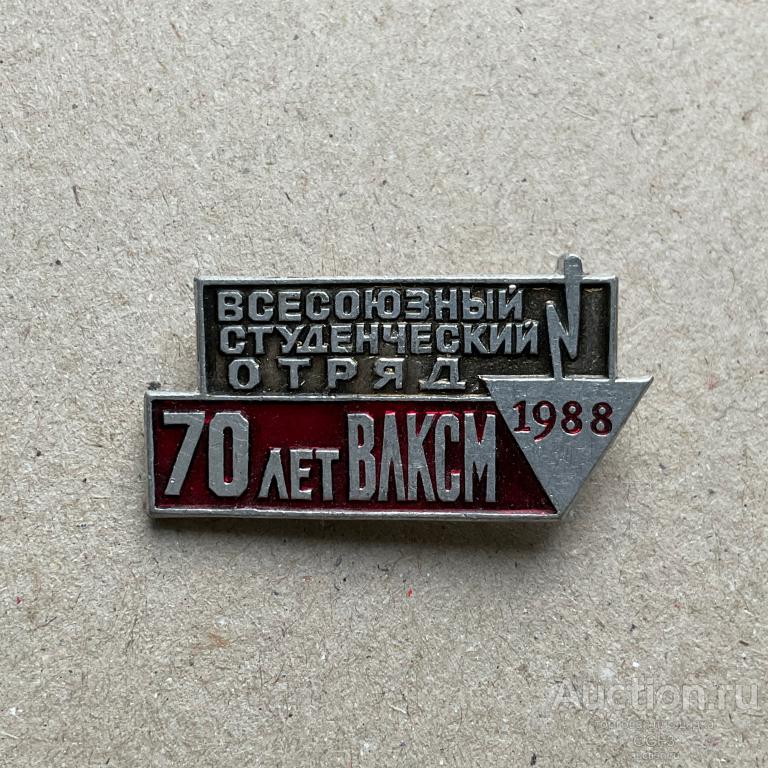 ВСЕСОЮЗНЫЙ
СТУДЕНЧЕСКИЙ
ОТРЯД
1988
70 ЛЕТ ВЛКСМ
Auction.ru